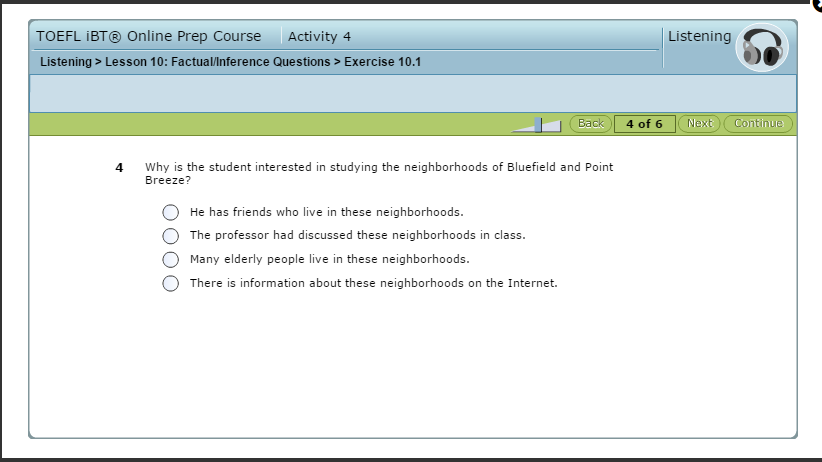 TOEFL iBT® Online Prep Course Activity 4 Listening
Listening > Lesson 10: Factual/Inference Questions > Exercise 10.1
Back 4 of 6 Next Continue
4 Why is the student interested in studying the neighborhoods of Bluefield and Point
Breeze?
He has friends who live in these neighborhoods.
The professor had discussed these neighborhoods in class.
Many elderly people live in these neighborhoods.
There is information about these neighborhoods on the Internet.